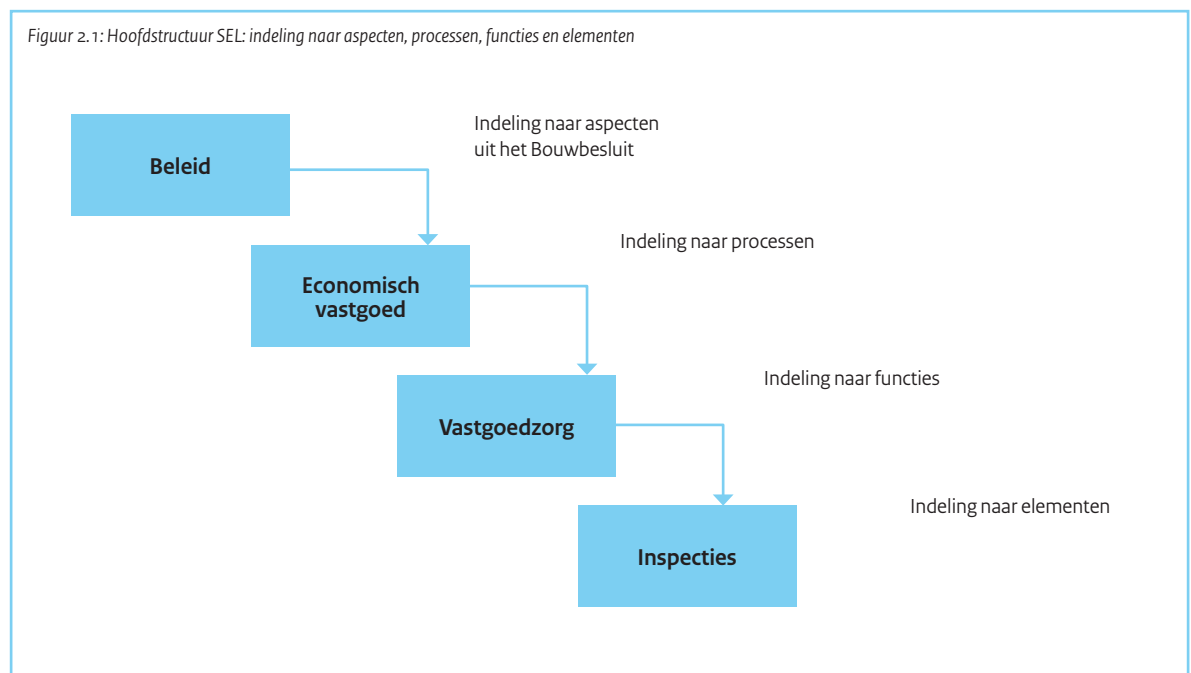 Figuur 2.1: Hoofdstructuur SEL: indeling naar aspecten, processen, functies en elementen
Beleid
Indeling naar aspecten
uit het Bouwbesluit
Economisch
vastgoed
Indeling naar processen
Vastgoedzorg
Indeling naar functies
Inspecties
Indeling naar elementen